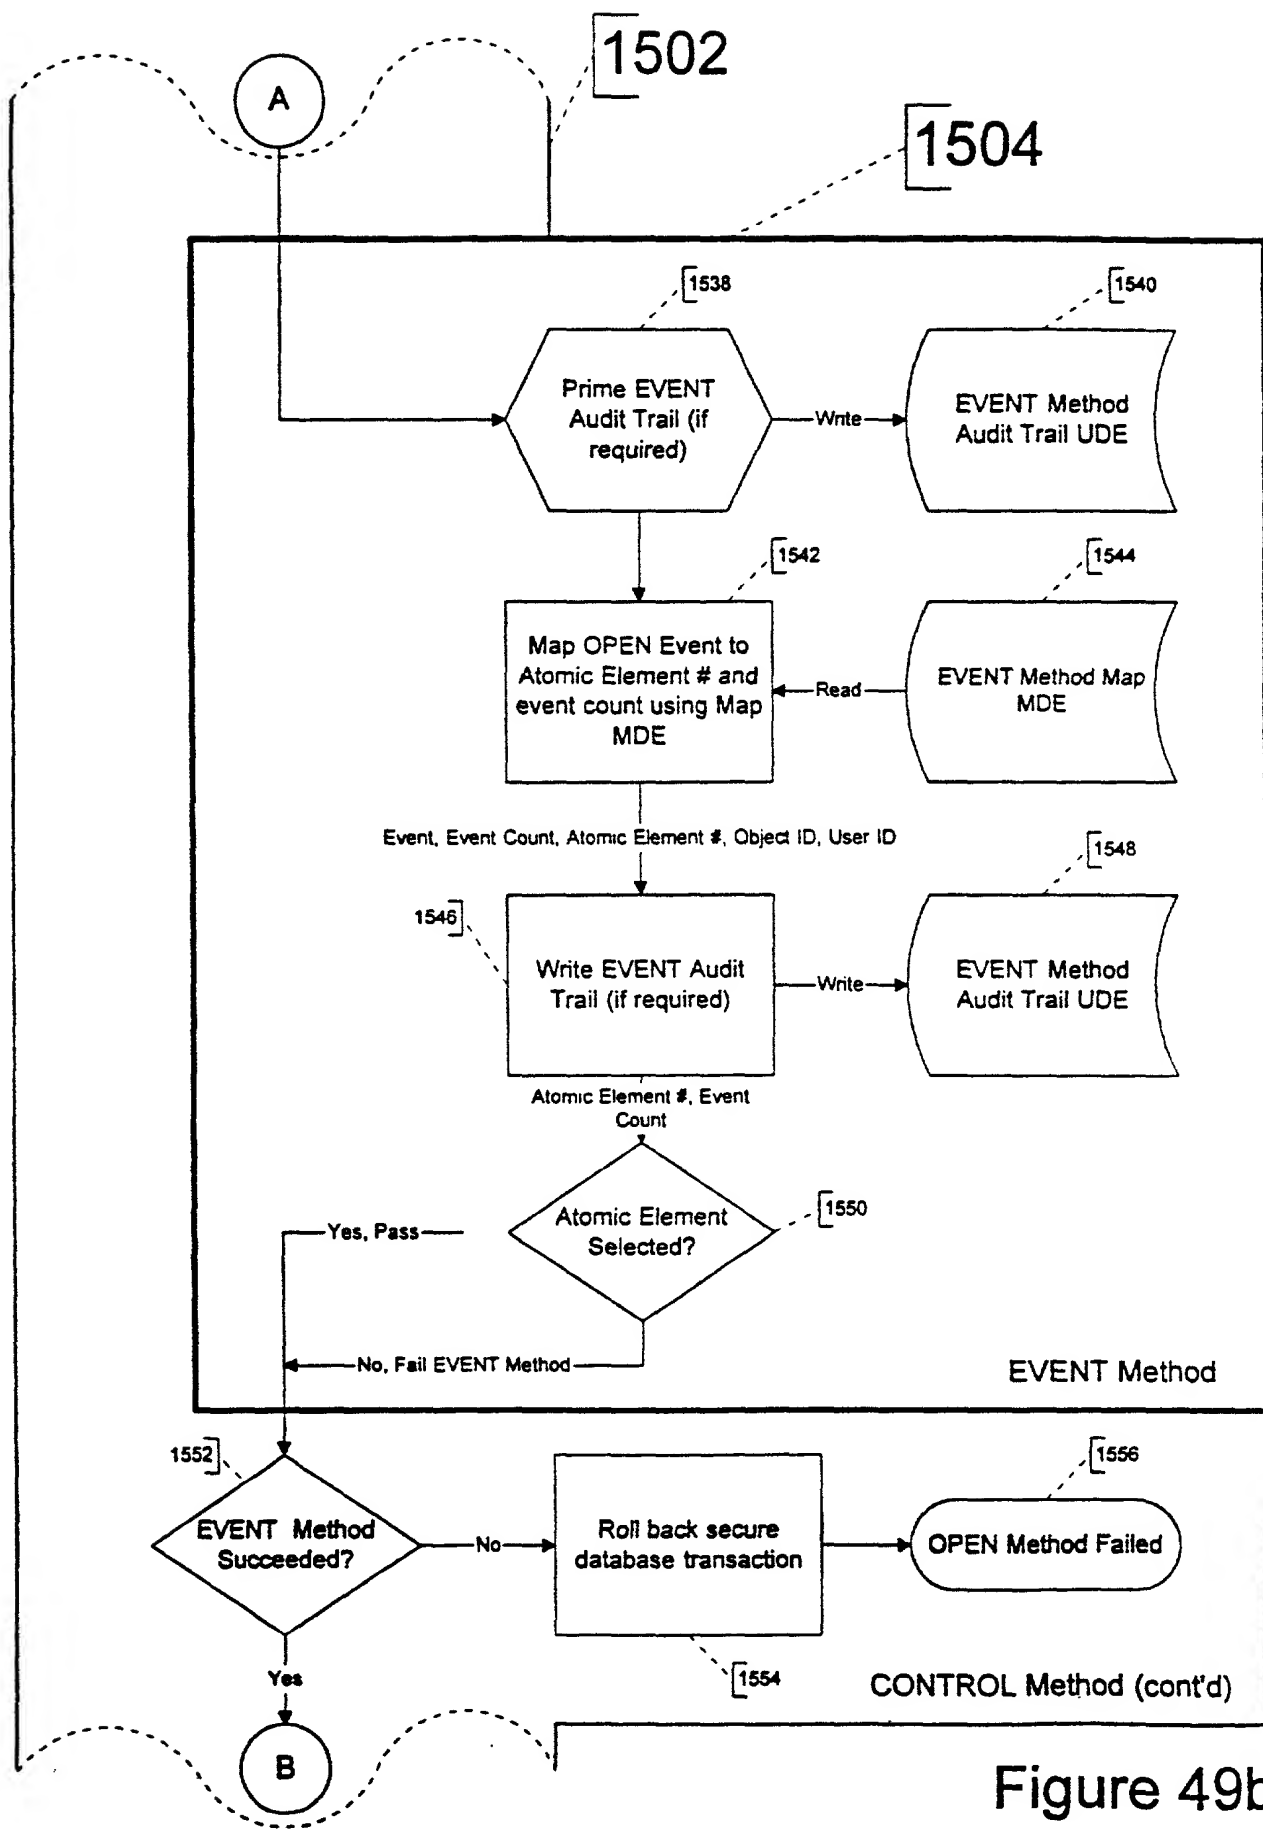 1502
A
1504
1538
1540
Prime EVENT
Audit Trail (if
required)
Write
EVENT Method
Audit Trail UDE
1542
1544
Map OPEN Event to
Atomic Element # and
event count using Map
MDE
Read
EVENT Method Map
MDE
Event, Event Count, Atomic Element #, Object ID, User ID
1548
1546
Write EVENT Audit
Trail (if required)
Write
EVENT Method
Audit Trail UDE
Atomic Element #, Event
Count
1550
Atomic Element
Selected?
Yes, Pass
No, Fail EVENT Method
EVENT Method
1552
1556
EVENT Method
Succeeded?
No
Roll back secure
database transaction
OPEN Method Failed
Yes
1554
CONTROL Method (cont'd)
B
Figure 49b